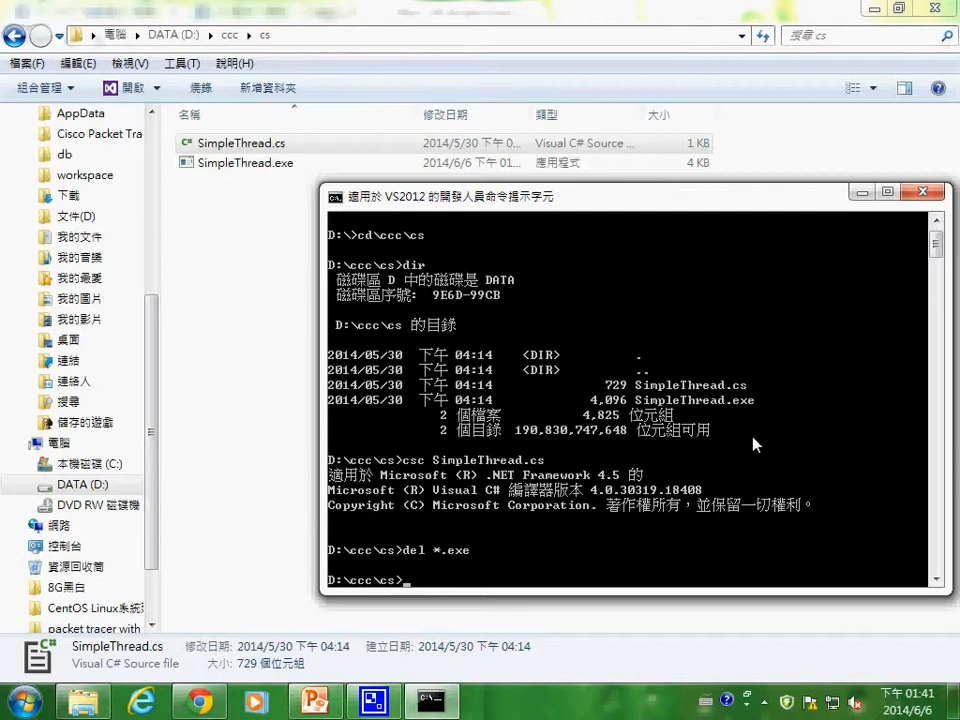 電腦 ▸ DATA (D:) ▸ ccc ▸ cs
搜尋 cs
檔案(F) 編輯(E) 檢視(V) 工具(T) 說明(H)
組合管理 開啟 燒錄 新增資料夾
名稱 修改日期 類型 大小
SimpleThread.cs 2014/5/30 下午 0... Visual C# Source ... 1 KB
SimpleThread.exe 2014/6/6 下午 01... 應用程式 4 KB
AppData
Cisco Packet Tra
db
workspace
下載
文件(D)
我的文件
我的音樂
我的最愛
我的圖片
我的影片
桌面
連結
連絡人
搜尋
儲存的遊戲
電腦
本機磁碟 (C:)
DATA (D:)
DVD RW 磁碟機
網路
控制台
資源回收筒
8G黑白
CentOS Linux系統
packet tracer with
適用於 VS2012 的開發人員命令提示字元
D:\>cd\ccc\cs
D:\ccc\cs>dir
磁碟區 D 中的磁碟是 DATA
磁碟區序號: 9E6D-99CB
D:\ccc\cs 的目錄
2014/05/30 下午 04:14 <DIR> .
2014/05/30 下午 04:14 <DIR> ..
2014/05/30 下午 04:14 729 SimpleThread.cs
2014/05/30 下午 04:14 4,096 SimpleThread.exe
2 個檔案 4,825 位元組
2 個目錄 190,830,747,648 位元組可用
D:\ccc\cs>csc SimpleThread.cs
適用於 Microsoft (R) .NET Framework 4.5 的
Microsoft (R) Visual C# 編譯器版本 4.0.30319.18408
Copyright (C) Microsoft Corporation. 著作權所有，並保留一切權利。
D:\ccc\cs>del *.exe
D:\ccc\cs>_
SimpleThread.cs 修改日期: 2014/5/30 下午 04:14 建立日期: 2014/5/30 下午 04:14
Visual C# Source file 大小: 729 個位元組
下午 01:41
2014/6/6